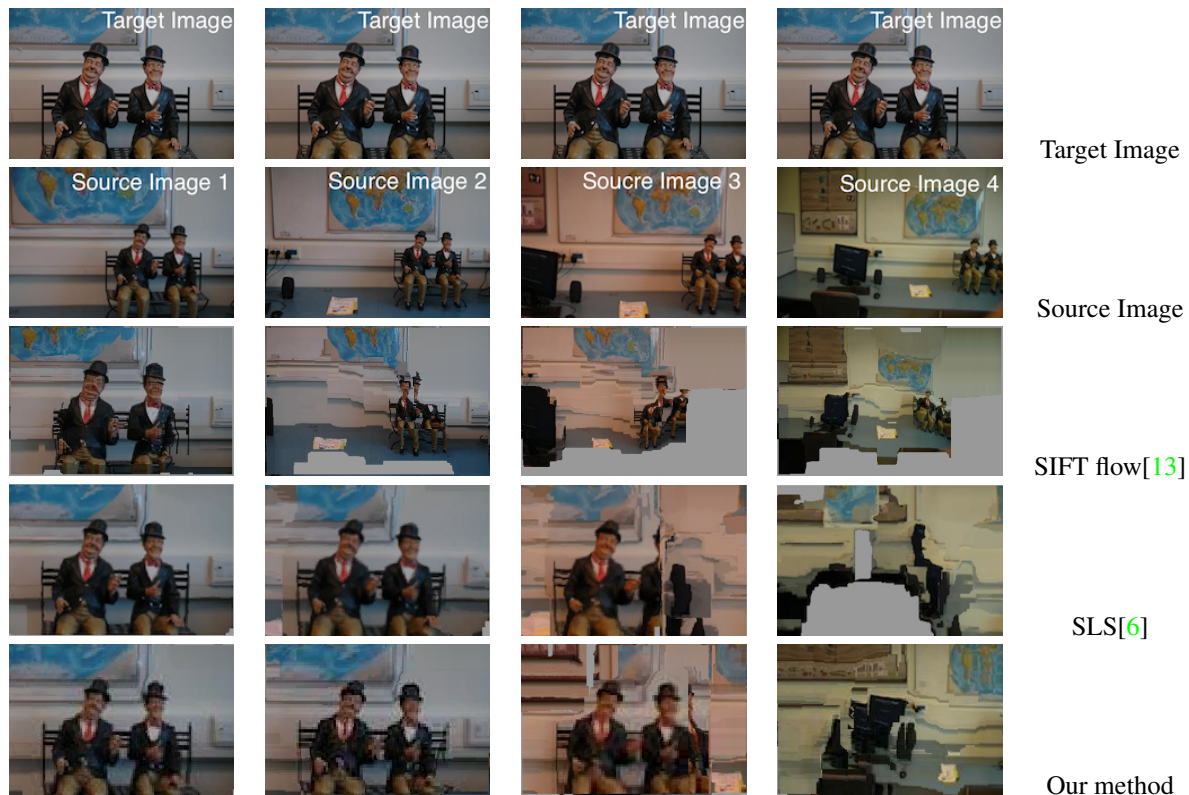 Target Image Target Image Target Image Target Image
Target Image
Source Image 1 Source Image 2 Soucre Image 3 Source Image 4
Source Image
SIFT flow[13]
SLS[6]
Our method